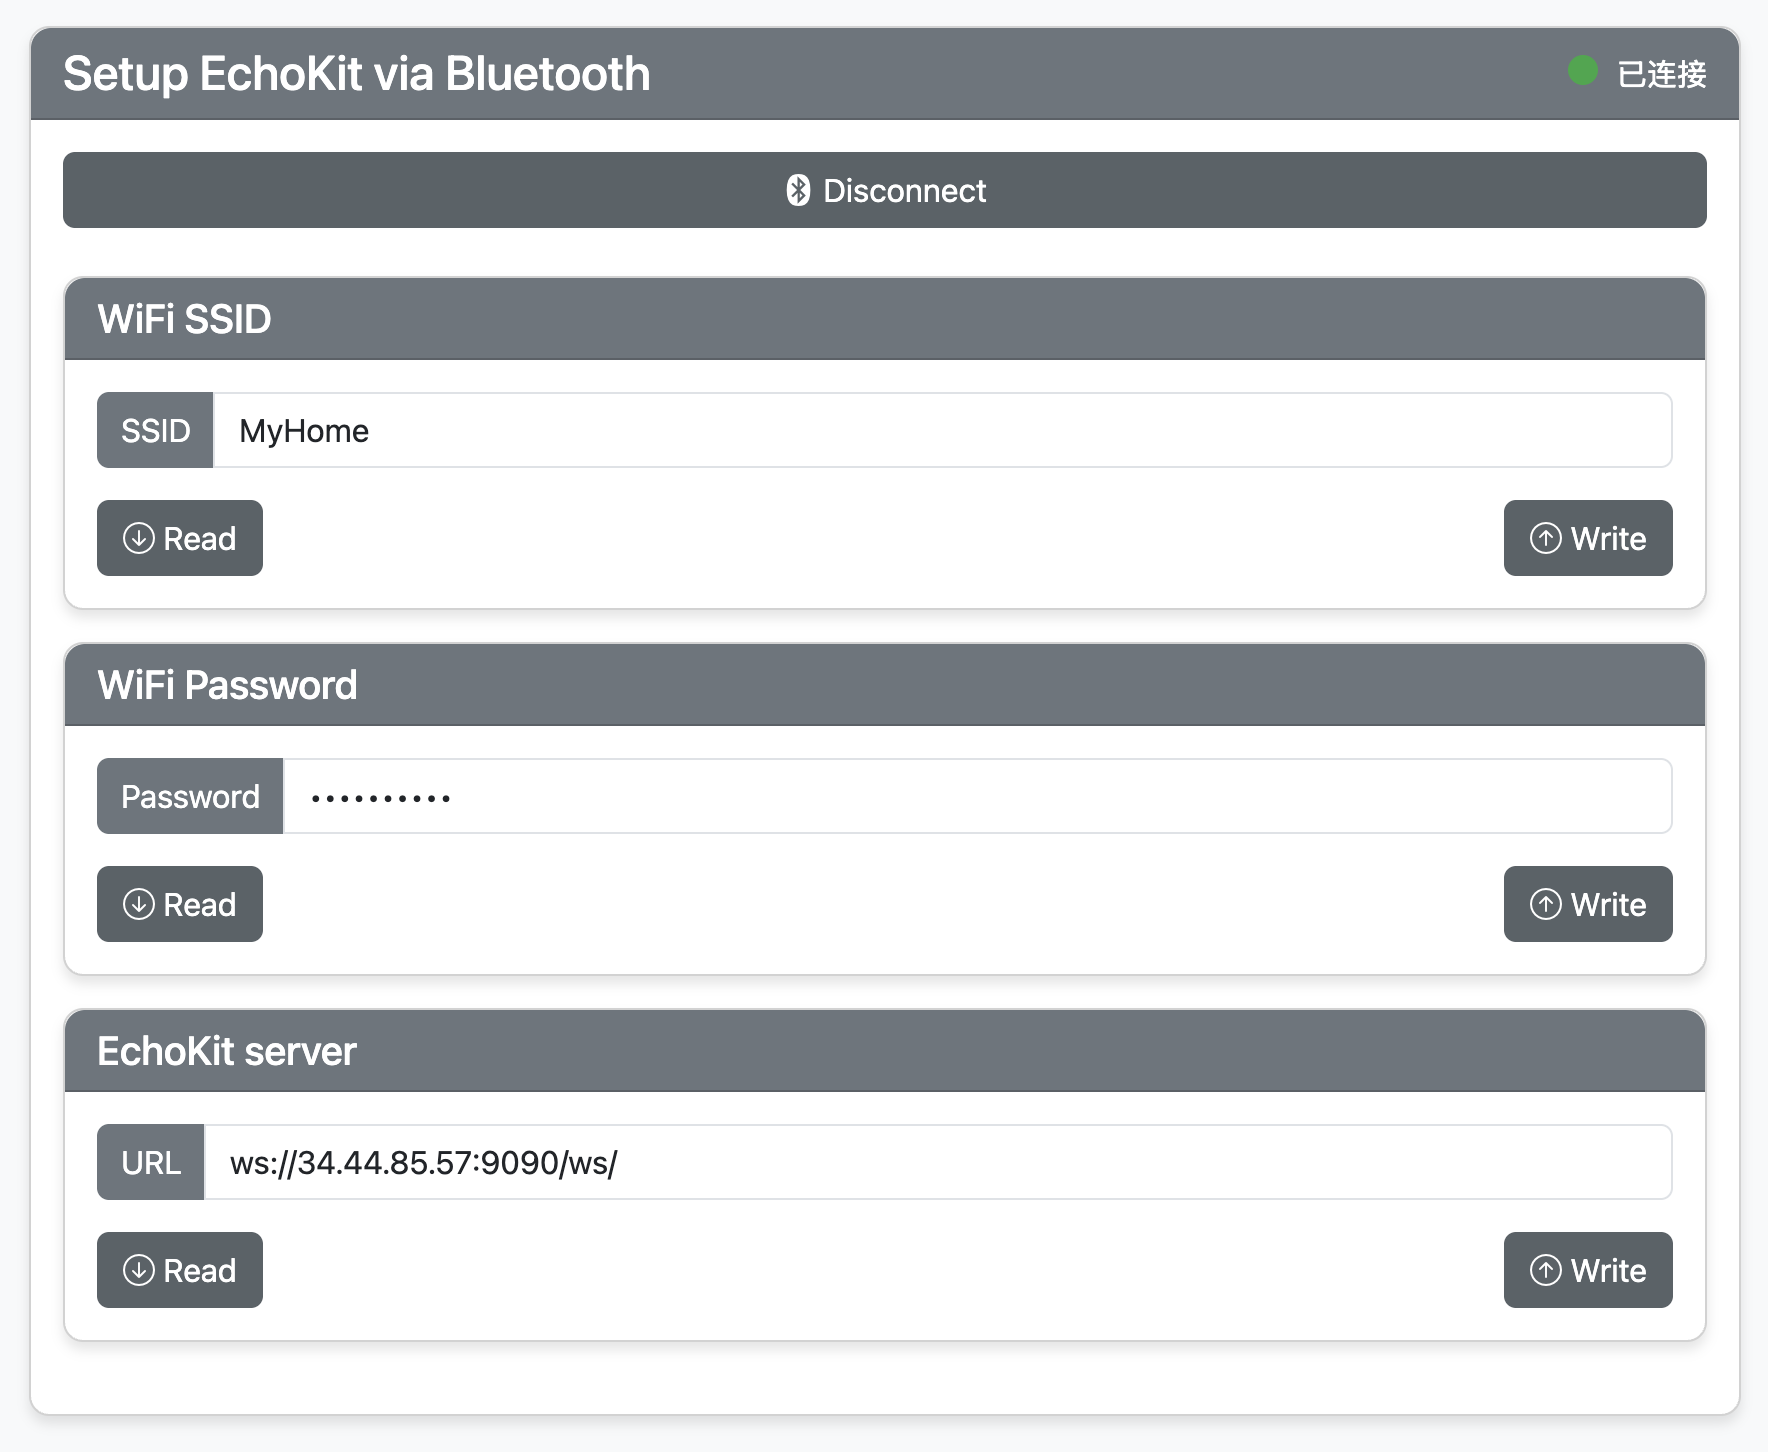 Setup EchoKit via Bluetooth
已连接
Disconnect
WiFi SSID
SSID
MyHome
Read
Write
WiFi Password
Password
••••••••••
Read
Write
EchoKit server
URL
ws://34.44.85.57:9090/ws/
Read
Write